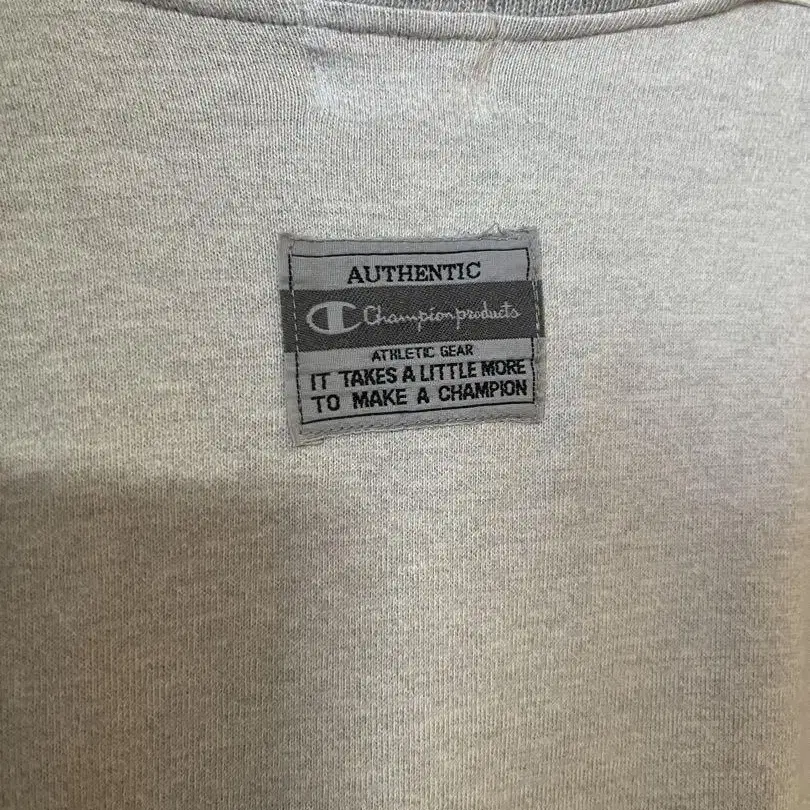 AUTHENTIC
Champion products
ATHLETIC GEAR
IT TAKES A LITTLE MORE
TO MAKE A CHAMPION